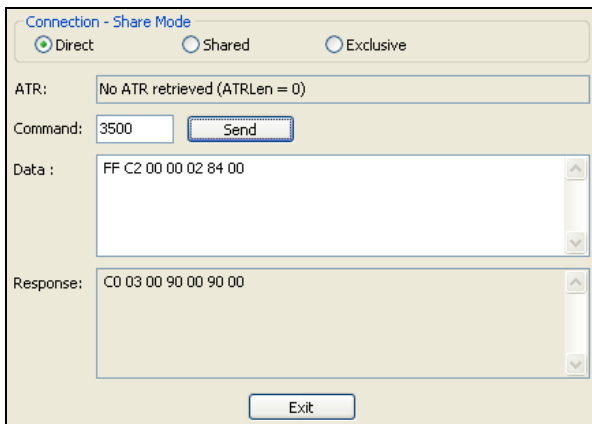 Connection - Share Mode
Direct Shared Exclusive
ATR: No ATR retrieved (ATRLen = 0)
Command: 3500 Send
Data : FF C2 00 00 02 84 00
Response: C0 03 00 90 00 90 00
Exit